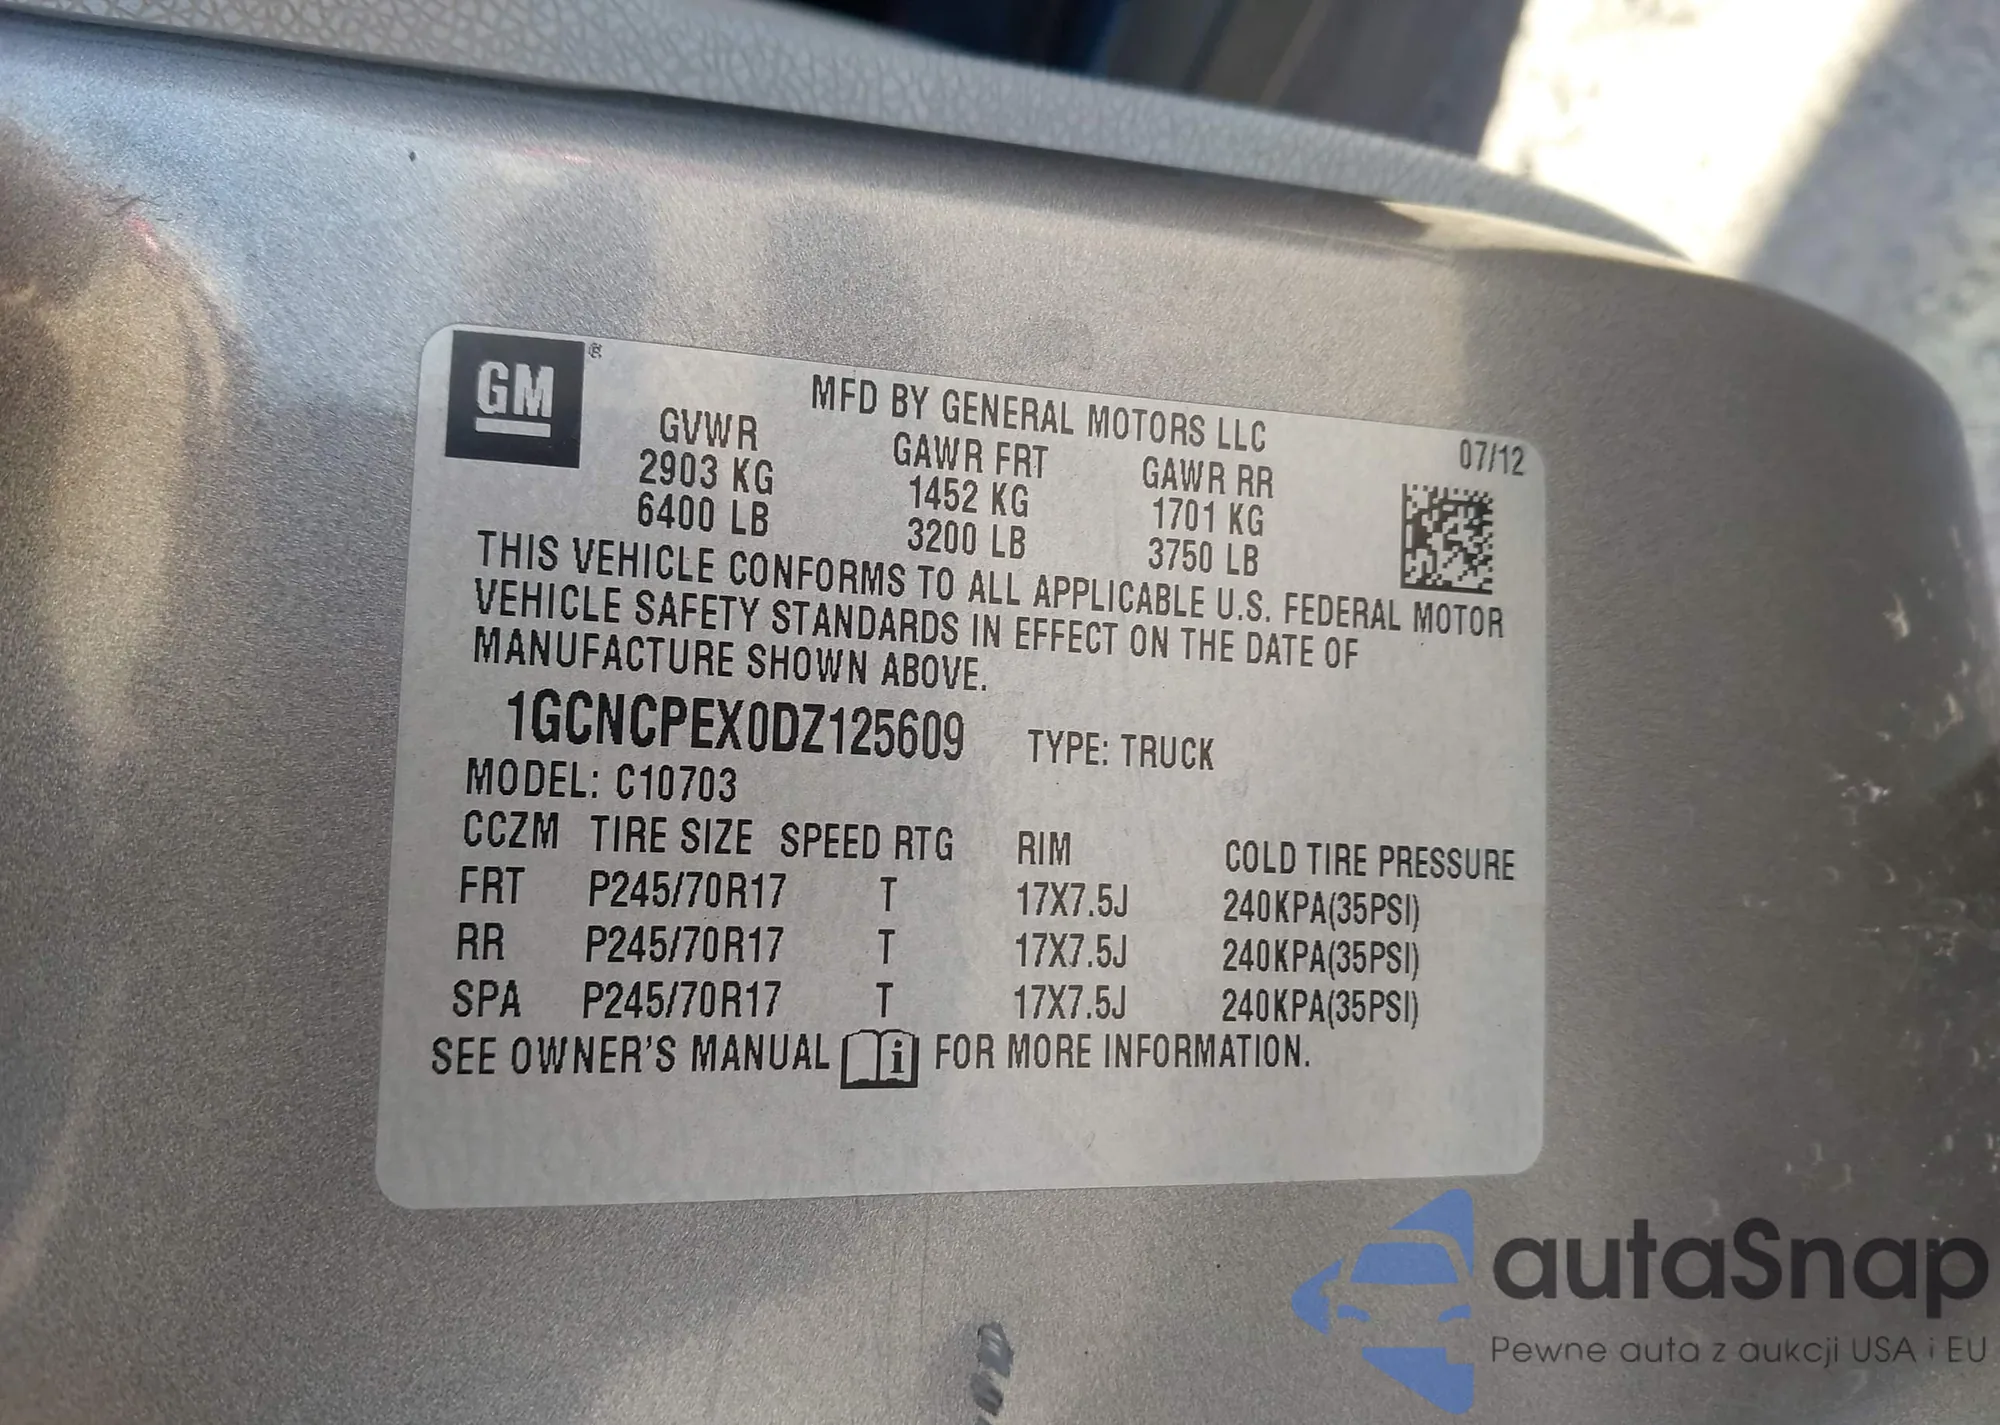 GM ®
MFD BY GENERAL MOTORS LLC
07/12
GVWR GAWR FRT GAWR RR
2903 KG 1452 KG 1701 KG
6400 LB 3200 LB 3750 LB
THIS VEHICLE CONFORMS TO ALL APPLICABLE U.S. FEDERAL MOTOR
VEHICLE SAFETY STANDARDS IN EFFECT ON THE DATE OF
MANUFACTURE SHOWN ABOVE.
1GCNCPEX0DZ125609 TYPE: TRUCK
MODEL: C10703
CCZM TIRE SIZE SPEED RTG RIM COLD TIRE PRESSURE
FRT P245/70R17 T 17X7.5J 240KPA(35PSI)
RR P245/70R17 T 17X7.5J 240KPA(35PSI)
SPA P245/70R17 T 17X7.5J 240KPA(35PSI)
SEE OWNER'S MANUAL i FOR MORE INFORMATION.
autaSnap
Pewne auta z aukcji USA i EU